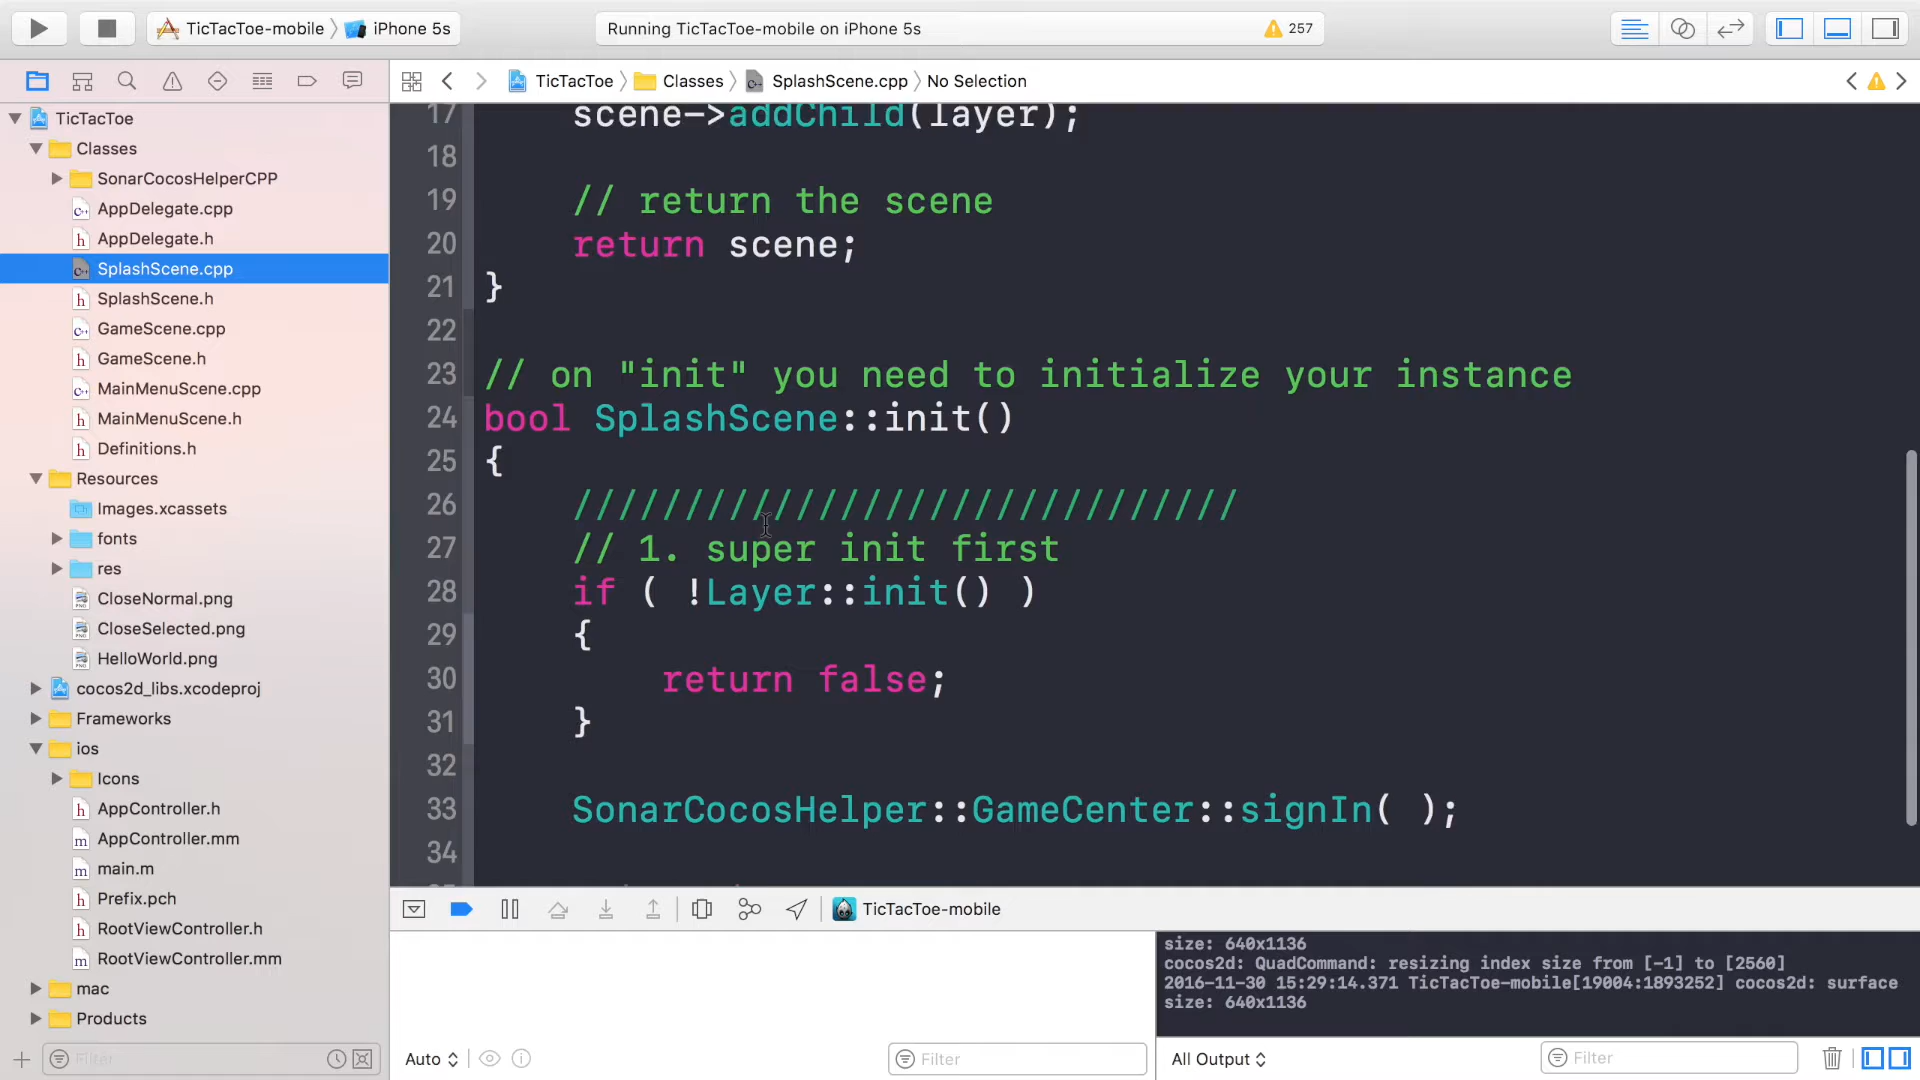 TicTacToe-mobile
iPhone 5s
Running TicTacToe-mobile on iPhone 5s
257
TicTacToe
Classes
SplashScene.cpp
No Selection
TicTacToe
Classes
SonarCocosHelperCPP
AppDelegate.cpp
AppDelegate.h
SplashScene.cpp
SplashScene.h
GameScene.cpp
GameScene.h
MainMenuScene.cpp
MainMenuScene.h
Definitions.h
Resources
Images.xcassets
fonts
res
CloseNormal.png
CloseSelected.png
HelloWorld.png
cocos2d_libs.xcodeproj
Frameworks
ios
Icons
AppController.h
AppController.mm
main.m
Prefix.pch
RootViewController.h
RootViewController.mm
mac
Products
Filter
17 scene->addChild(layer);
18
19 // return the scene
20 return scene;
21 }
22
23 // on "init" you need to initialize your instance
24 bool SplashScene::init()
25 {
26 //////////////////////////////
27 // 1. super init first
28 if ( !Layer::init() )
29 {
30 return false;
31 }
32
33 SonarCocosHelper::GameCenter::signIn( );
34
TicTacToe-mobile
size: 640x1136
cocos2d: QuadCommand: resizing index size from [-1] to [2560]
2016-11-30 15:29:14.371 TicTacToe-mobile[19004:1893252] cocos2d: surface
size: 640x1136
Auto
Filter
All Output
Filter